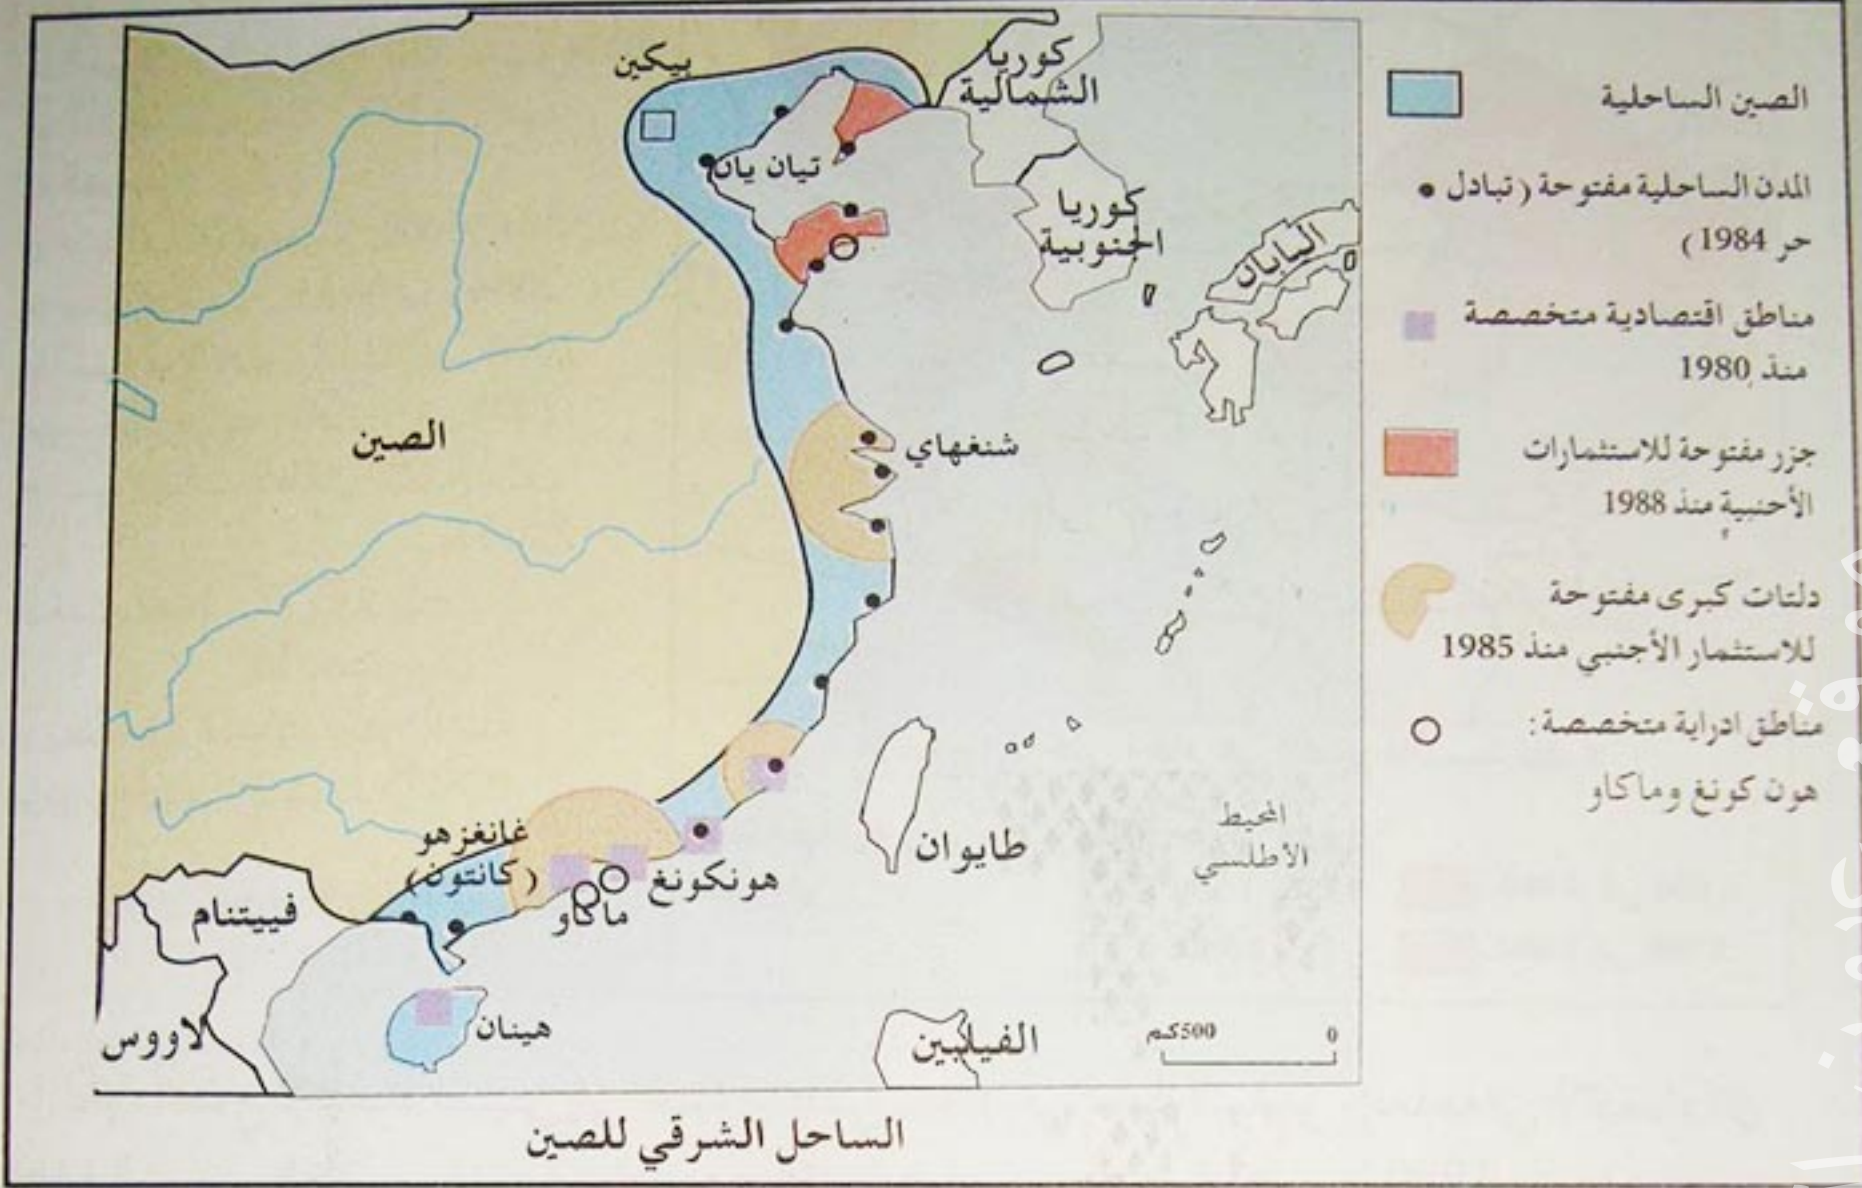 بيكين
كوريا
الشمالية
تيان يان
كوريا
الجنوبية
اليابان
الصين
شنغهاي
غانغزهو
(كانتون)
هونكونغ
ماكاو
طايوان
المحيط
الأطلسي
فييتنام
لاووس
هينان
الفيليبين
500كم
0
الصين الساحلية
المدن الساحلية مفتوحة (تبادل
حر 1984)
مناطق اقتصادية متخصصة
منذ 1980
جزر مفتوحة للاستثمارات
الأحنبية منذ 1988
دلتات كبرى مفتوحة
للاستثمار الأجنبي منذ 1985
مناطق ادراية متخصصة:
هون كونغ وماكاو
الساحل الشرقي للصين